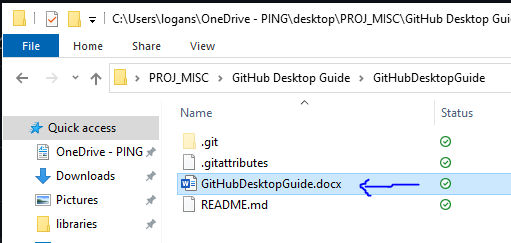 C:\Users\logans\OneDrive - PING\desktop\PROJ_MISC\GitHub Desktop Guide\GitHubDesktopGui
File Home Share View
PROJ_MISC GitHub Desktop Guide GitHubDesktopGuide
Name Status
Quick access
OneDrive - PING
Downloads
Pictures
libraries
.git
.gitattributes
GitHubDesktopGuide.docx
README.md